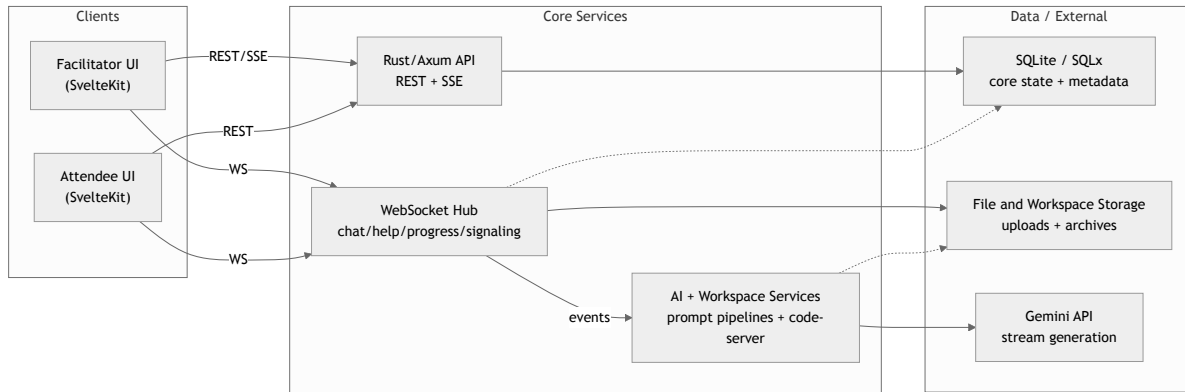 Clients
Core Services
Data / External
Facilitator UI
(SvelteKit)
REST/SSE
Rust/Axum API
REST + SSE
SQLite / SQLx
core state + metadata
REST
Attendee UI
(SvelteKit)
WS
WebSocket Hub
chat/help/progress/signaling
File and Workspace Storage
uploads + archives
WS
AI + Workspace Services
prompt pipelines + code-
server
events
Gemini API
stream generation